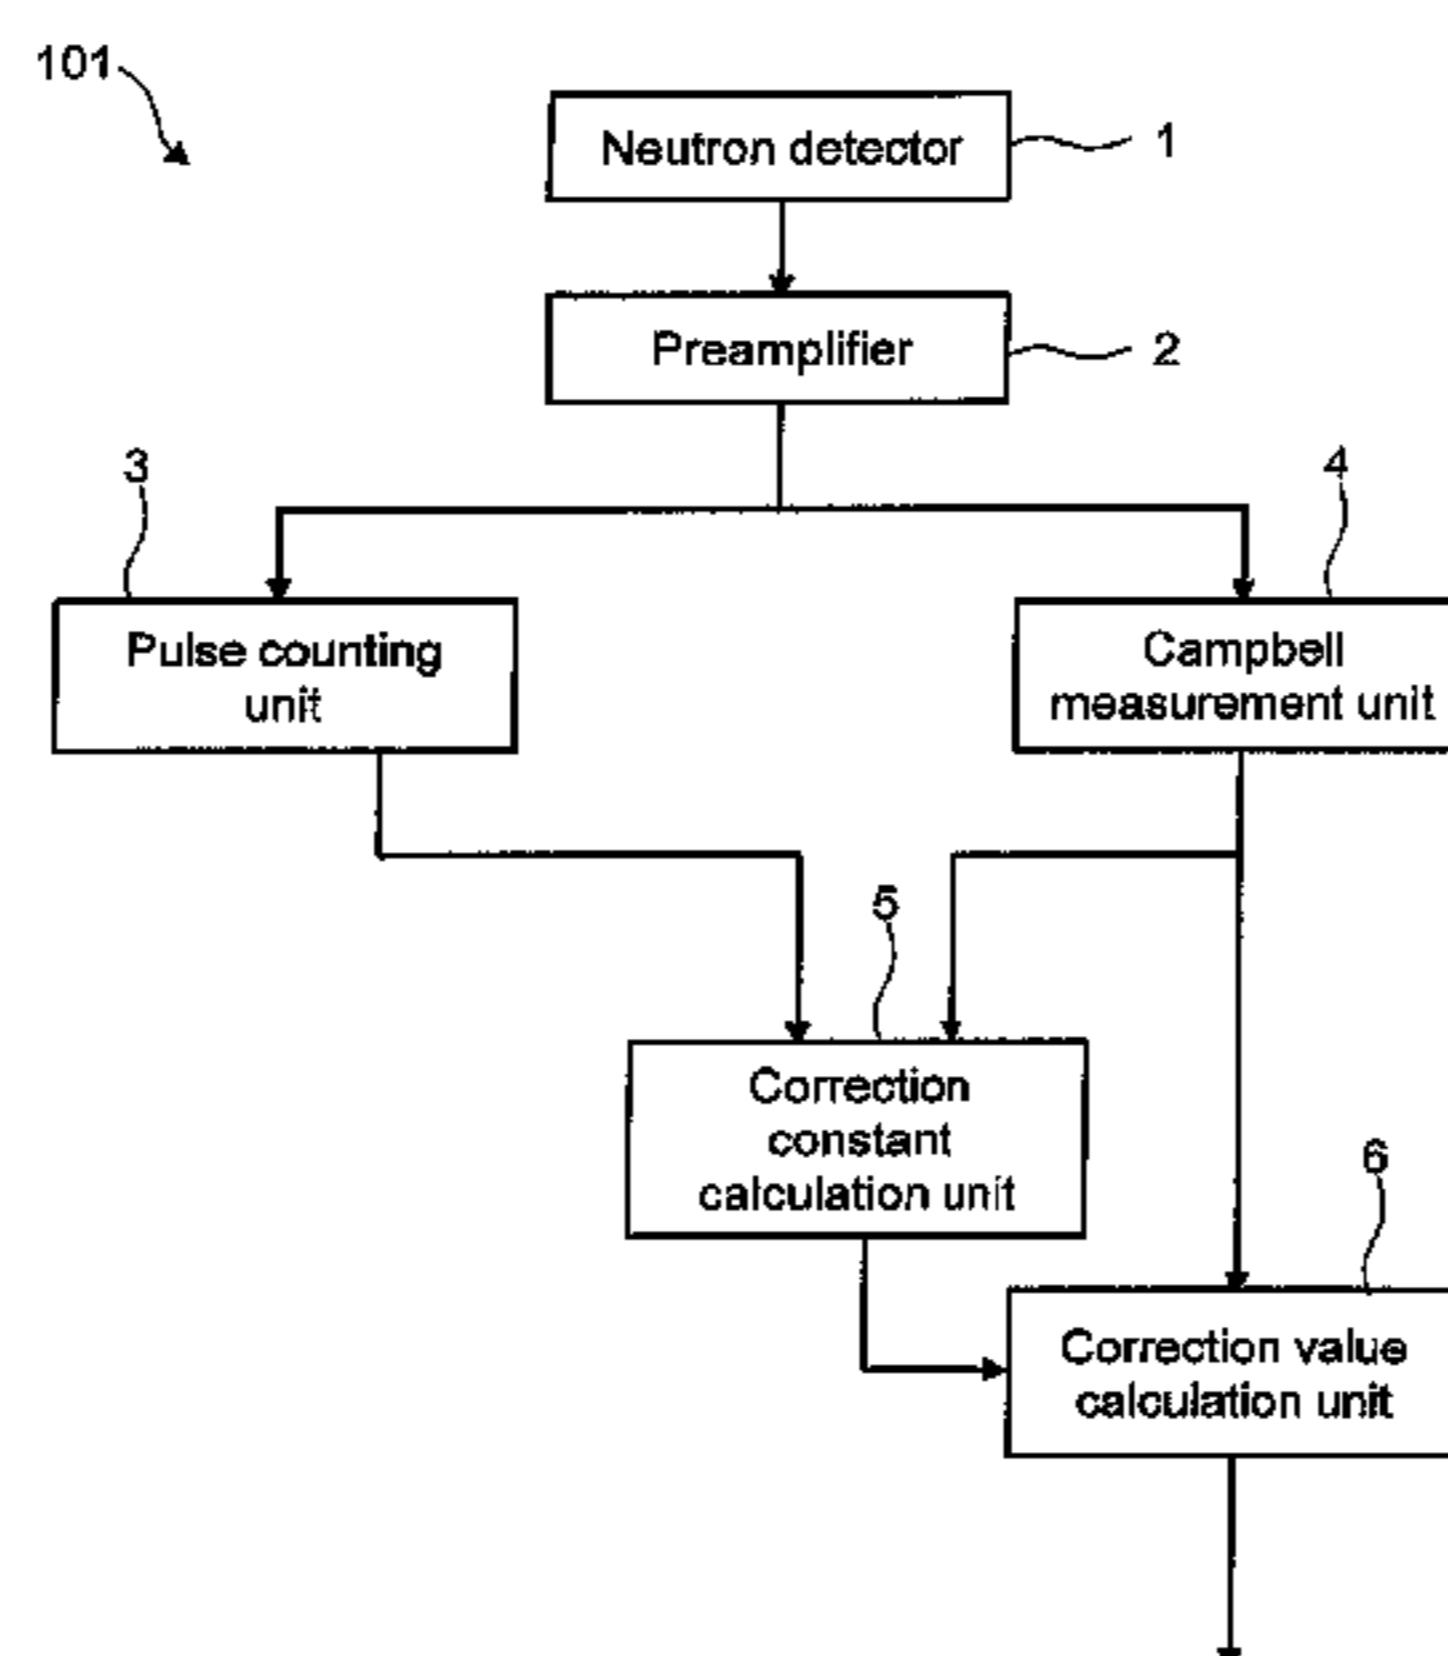 101
Neutron detector
1
Preamplifier
2
3
4
Pulse counting
unit
Campbell
measurement unit
5
Correction
constant
calculation unit
6
Correction value
calculation unit